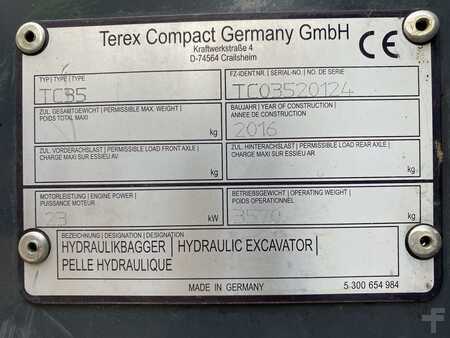 Terex Compact Germany GmbH
Kraftwerkstraße 4
D-74564 Crailsheim
CE
TYP | TYPE | TYPE
TC35
FZ-IDENT.NR. | SERIAL-NO. | NO. DE SERIE
TC03520124
ZUL. GESAMTGEWICHT | PERMISSIBLE MAX. WEIGHT |
POIDS TOTAL MAXI
kg
BAUJAHR | YEAR OF CONSTRUCTION |
ANNEE DE CONSTRUCTION
2016
ZUL. VORDERACHSLAST | PERMISSIBLE LOAD FRONT AXLE |
CHARGE MAXI SUR ESSIEU AV
kg
ZUL. HINTERACHSLAST | PERMISSIBLE LOAD REAR AXLE |
CHARGE MAXI SUR ESSIEU AR
kg
MOTORLEISTUNG | ENGINE POWER |
PUISSANCE MOTEUR
23 kW
BETRIEBSGEWICHT | OPERATING WEIGHT |
POIDS OPERATIONNEL
3570 kg
BEZEICHNUNG | DESIGNATION | DESIGNATION
HYDRAULIKBAGGER | HYDRAULIC EXCAVATOR |
PELLE HYDRAULIQUE
MADE IN GERMANY
5 300 654 984